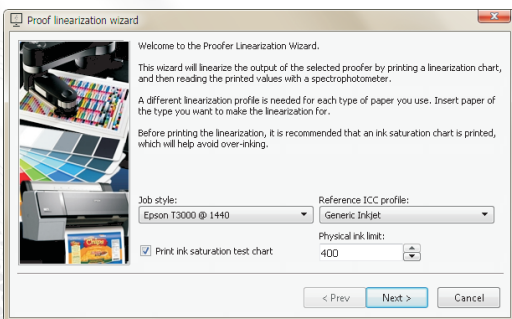 Proof linearization wizard
Welcome to the Proofer Linearization Wizard.
This wizard will linearize the output of the selected proofer by printing a linearization chart,
and then reading the printed values with a spectrophotometer.
A different linearization profile is needed for each type of paper you use. Insert paper of
the type you want to make the linearization for.
Before printing the linearization, it is recommended that an ink saturation chart is printed,
which will help avoid over-inking.
Job style:
Reference ICC profile:
Epson T3000 @ 1440
Generic Inkjet
Physical ink limit:
Print ink saturation test chart
400
< Prev
Next >
Cancel